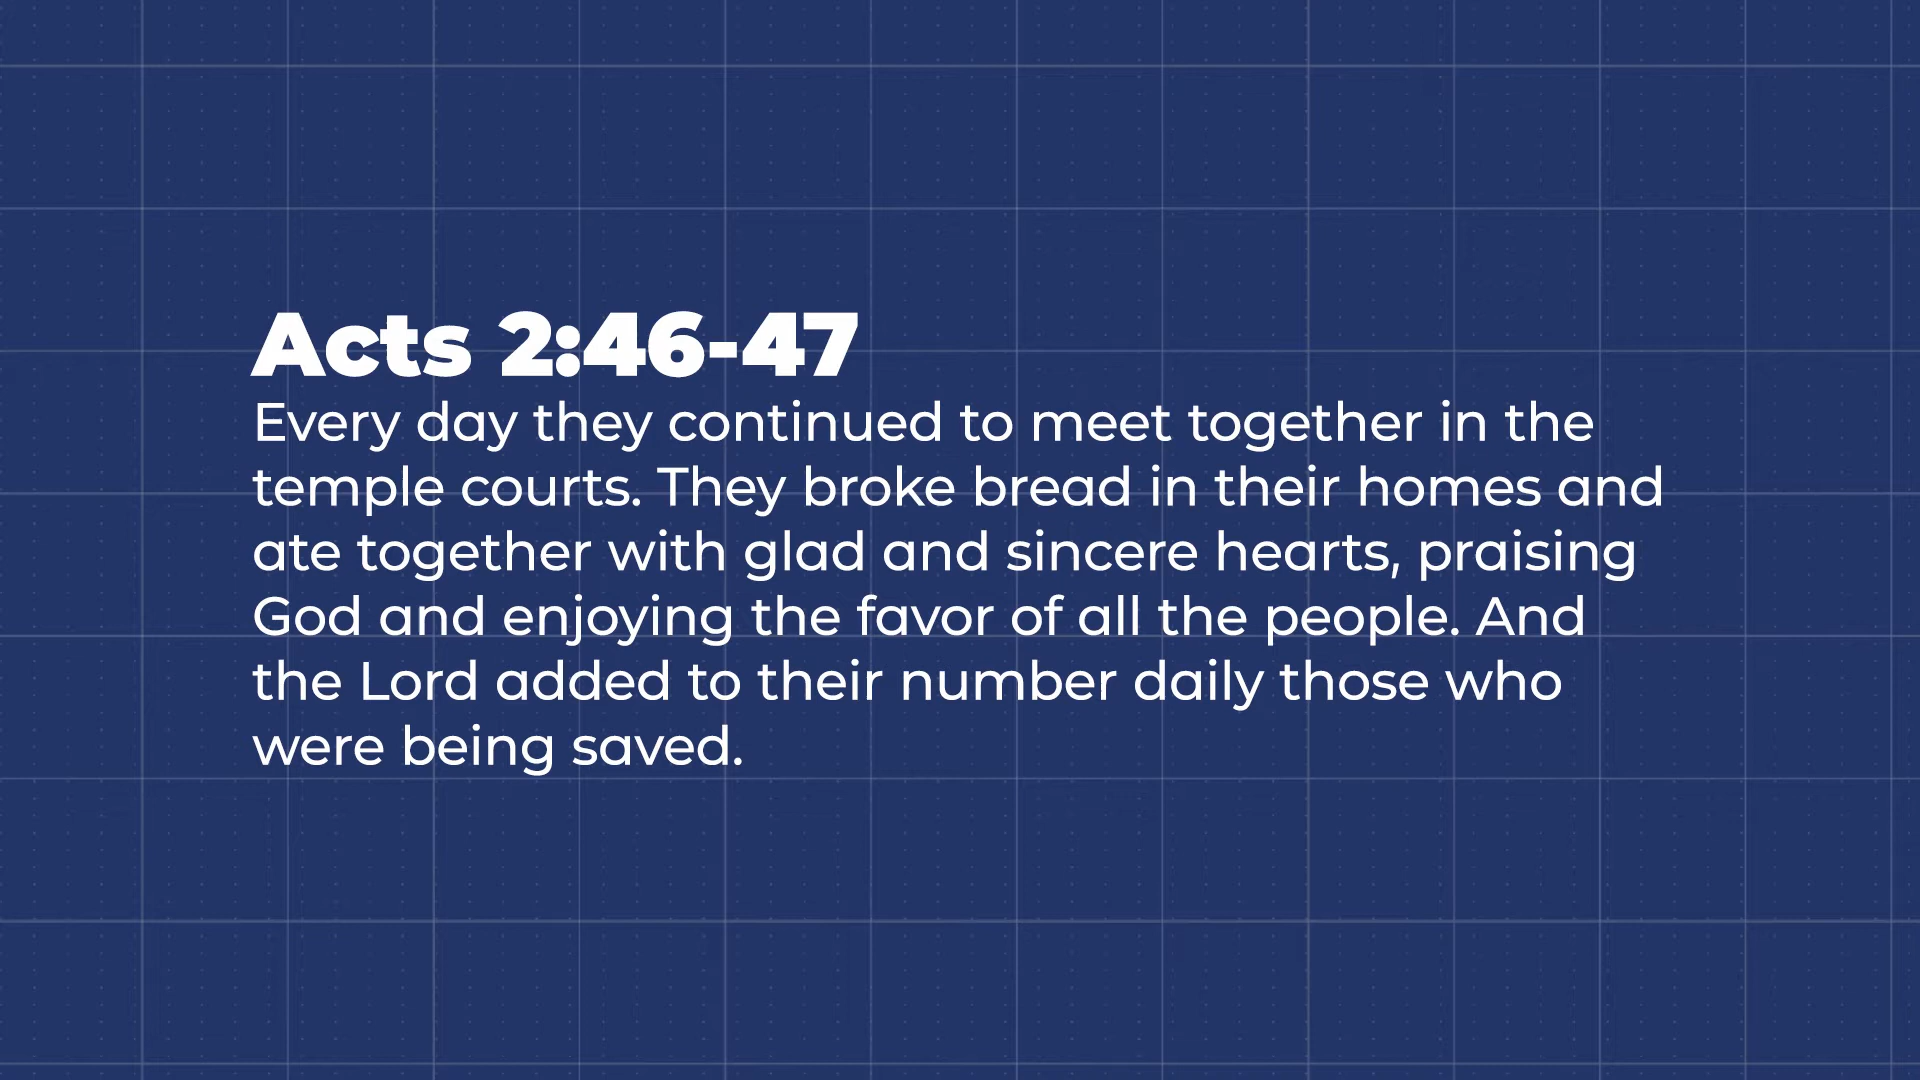 Acts 2:46-47
Every day they continued to meet together in the
temple courts. They broke bread in their homes and
ate together with glad and sincere hearts, praising
God and enjoying the favor of all the people. And
the Lord added to their number daily those who
were being saved.